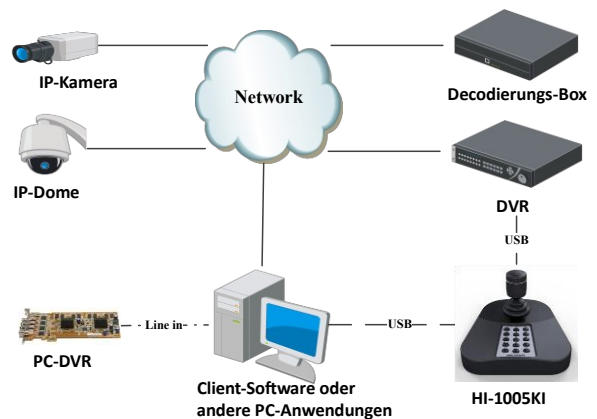 IP-Kamera
Network
Decodierungs-Box
IP-Dome
DVR
USB
PC-DVR
Line in
USB
Client-Software oder
andere PC-Anwendungen
HI-1005KI